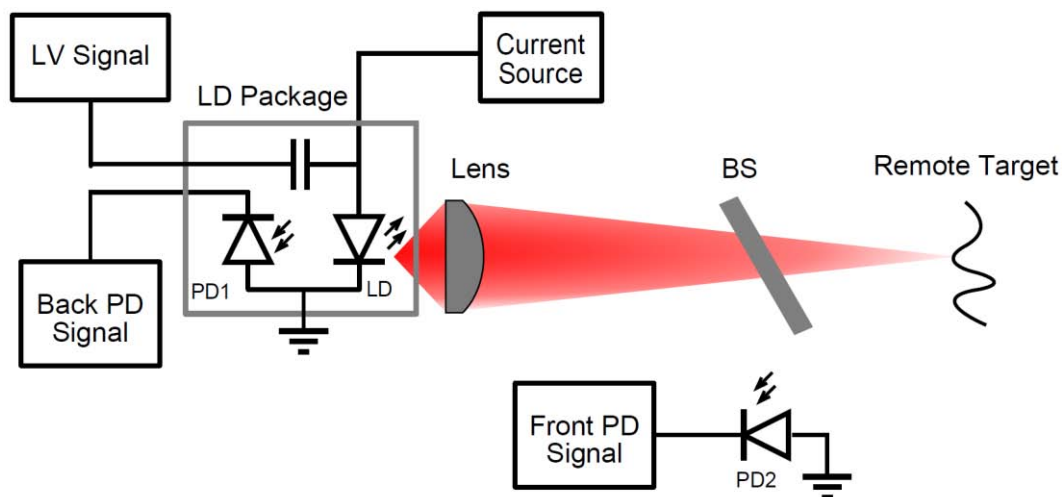 LV Signal
Current
Source
LD Package
Lens
BS
Remote Target
PD1
LD
Back PD
Signal
Front PD
Signal
PD2